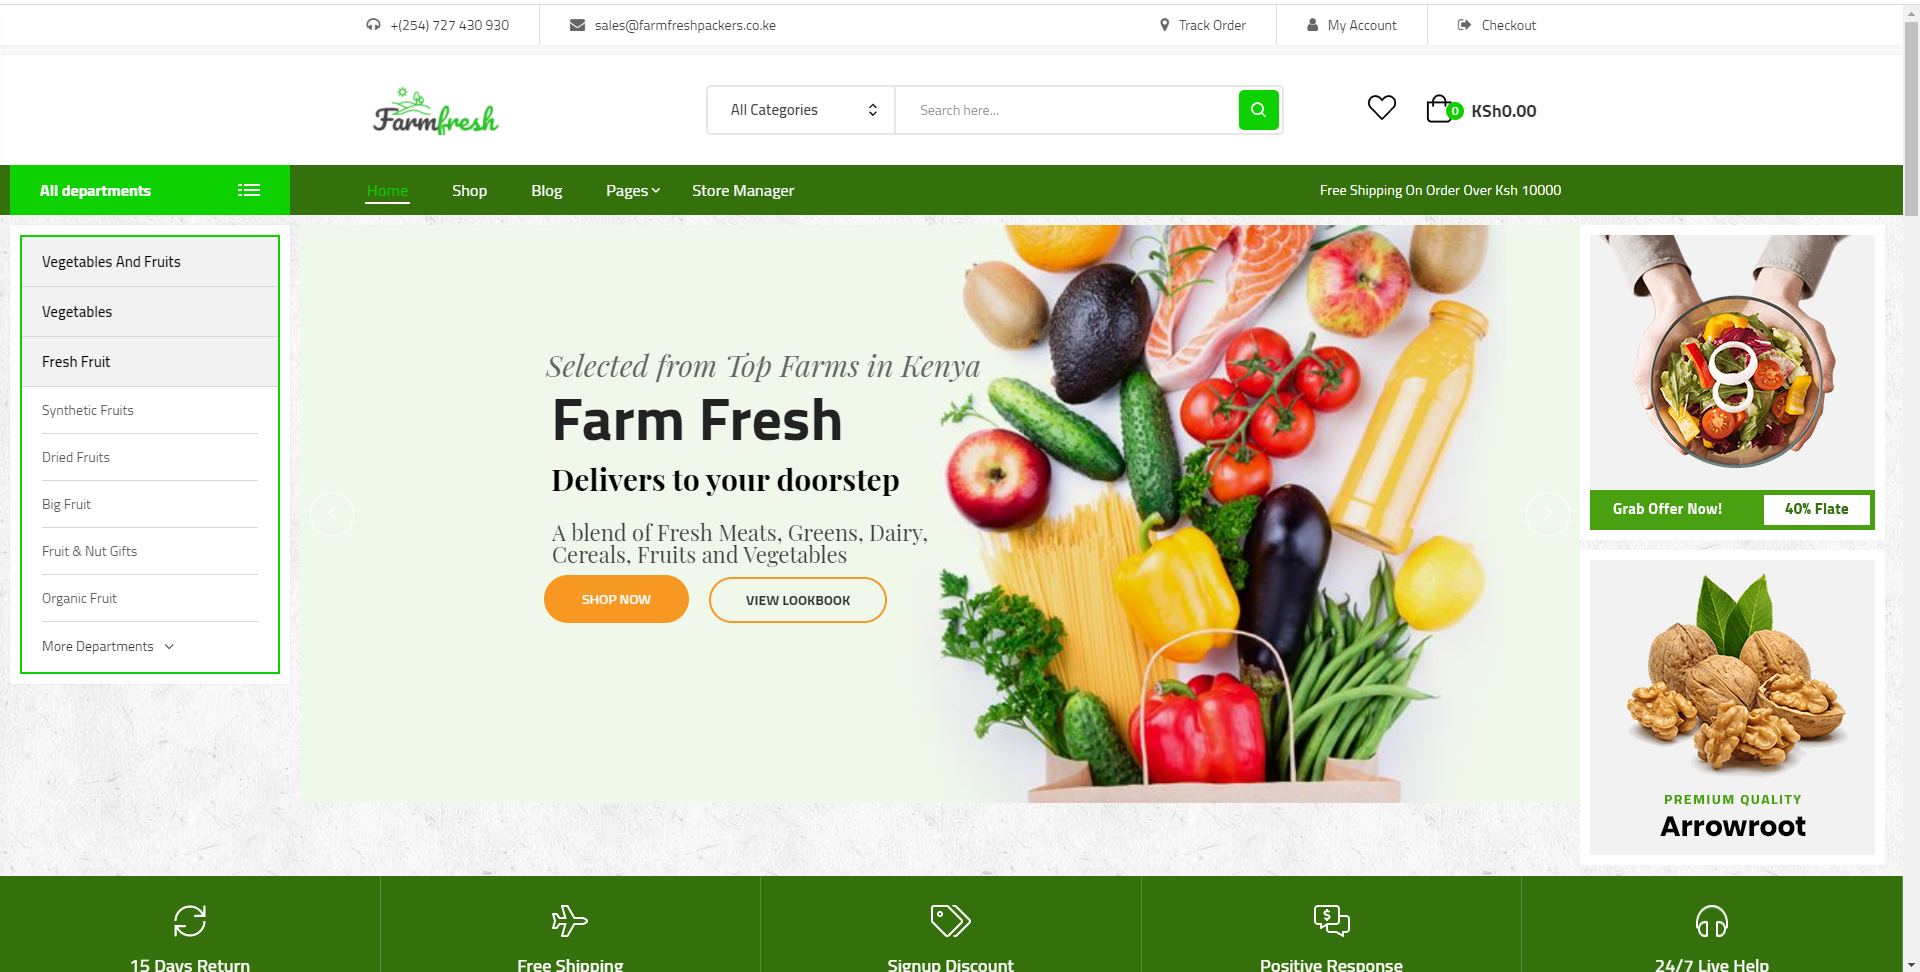 +(254) 727 430 930
sales@farmfreshpackers.co.ke
Track Order
My Account
Checkout
Farmfresh
All Categories
Search here...
0
KSh0.00
All departments
Home
Shop
Blog
Pages
Store Manager
Free Shipping On Order Over Ksh 10000
Vegetables And Fruits
Vegetables
Fresh Fruit
Synthetic Fruits
Dried Fruits
Big Fruit
Fruit & Nut Gifts
Organic Fruit
More Departments
Selected from Top Farms in Kenya
Farm Fresh
Delivers to your doorstep
A blend of Fresh Meats, Greens, Dairy,
Cereals, Fruits and Vegetables
SHOP NOW
VIEW LOOKBOOK
Grab Offer Now!
40% Flate
PREMIUM QUALITY
Arrowroot
15 Days Return
Free Shipping
Signup Discount
Positive Response
24/7 Live Help